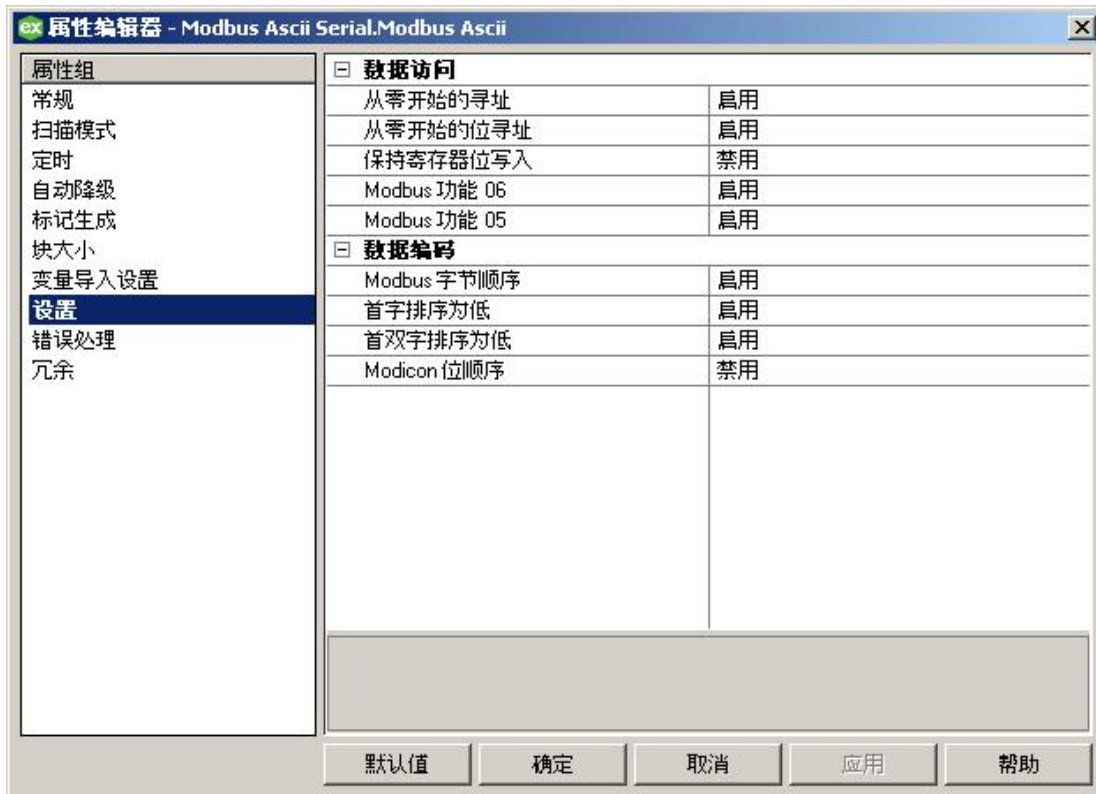 ex 属性编辑器 - Modbus Ascii Serial.Modbus Ascii
属性组
常规
扫描模式
定时
自动降级
标记生成
块大小
变量导入设置
设置
错误处理
冗余
数据访问
从零开始的寻址 启用
从零开始的位寻址 启用
保持寄存器位写入 禁用
Modbus 功能 06 启用
Modbus 功能 05 启用
数据编码
Modbus 字节顺序 启用
首字排序为低 启用
首双字排序为低 启用
Modicon 位顺序 禁用
默认值 确定 取消 应用 帮助